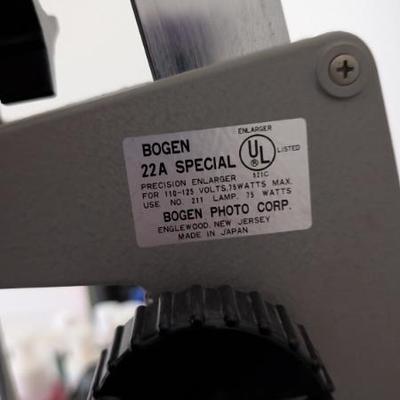 BOGEN
22A SPECIAL
ENLARGER
UL
LISTED
521C
PRECISION ENLARGER
FOR 110-125 VOLTS, 75WATTS MAX.
USE NO. 211 LAMP, 75 WATTS
BOGEN PHOTO CORP.
ENGLEWOOD, NEW JERSEY
MADE IN JAPAN